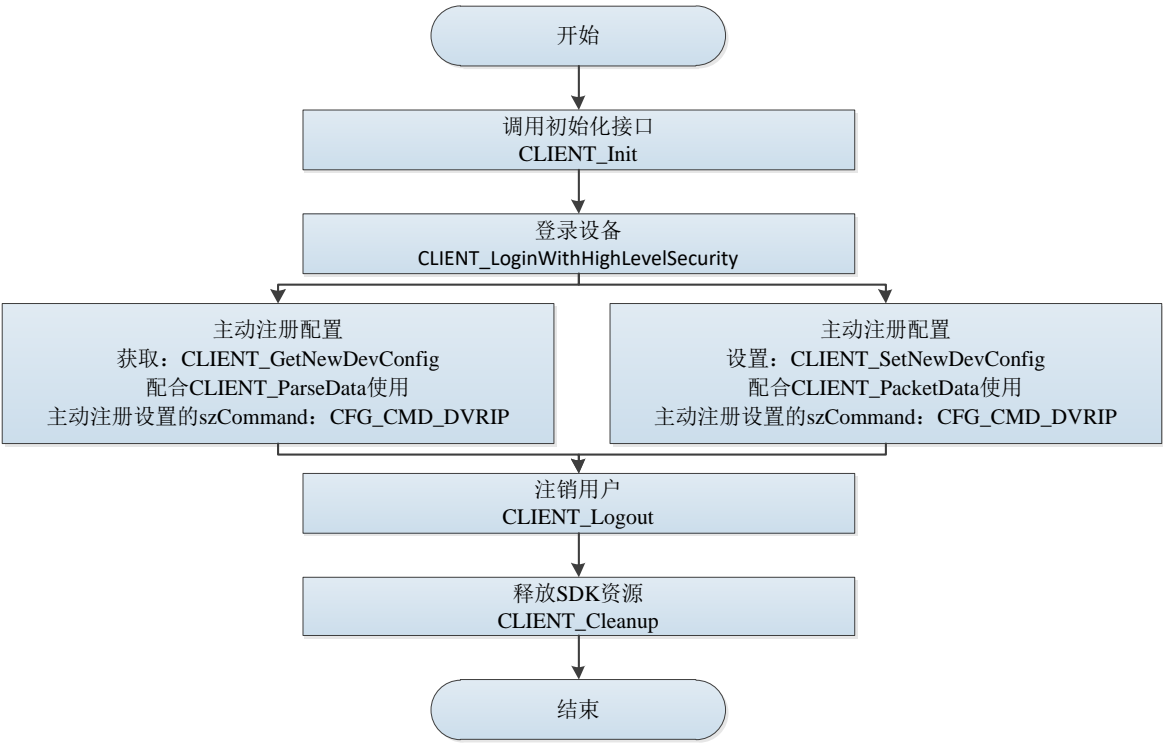 开始
调用初始化接口
CLIENT_Init
登录设备
CLIENT_LoginWithHighLevelSecurity
主动注册配置
获取：CLIENT_GetNewDevConfig
配合CLIENT_ParseData使用
主动注册设置的szCommand：CFG_CMD_DVRIP
主动注册配置
设置：CLIENT_SetNewDevConfig
配合CLIENT_PacketData使用
主动注册设置的szCommand：CFG_CMD_DVRIP
注销用户
CLIENT_Logout
释放SDK资源
CLIENT_Cleanup
结束